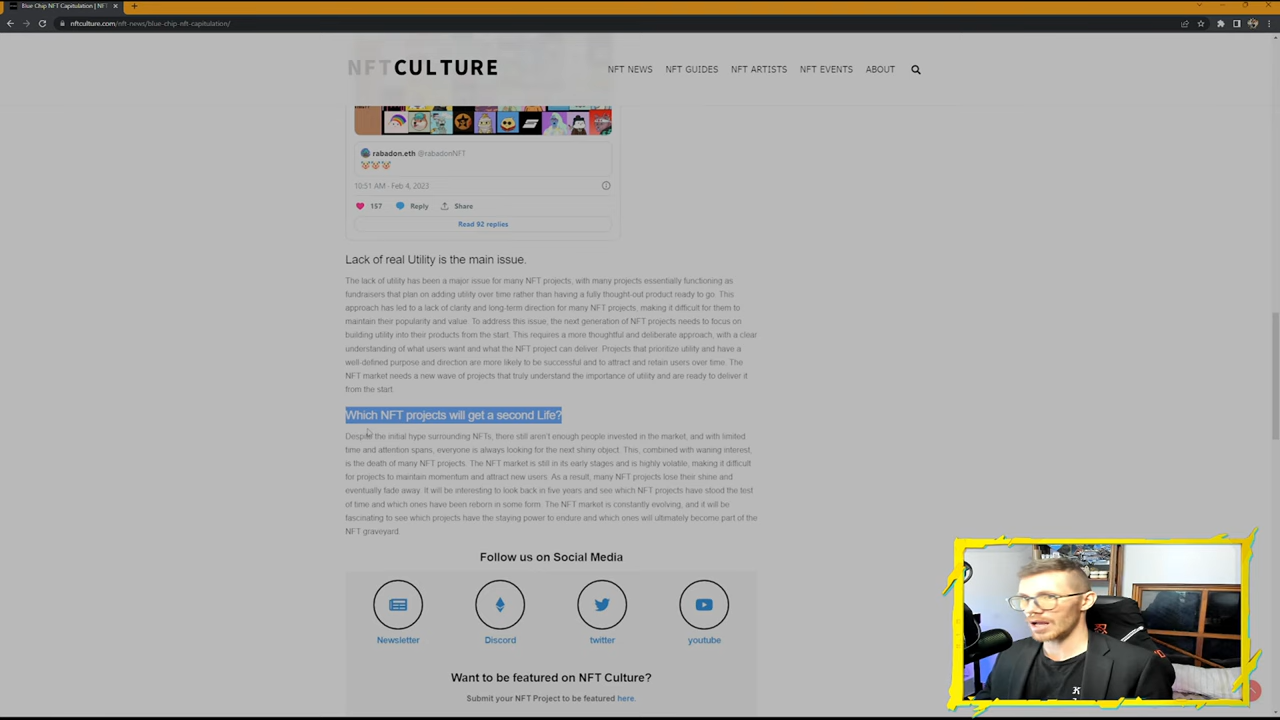 Blue Chip NFT Capitulation | NF
nftculture.com/nft-news/blue-chip-nft-capitulation/
NFTCULTURE
NFT NEWS
NFT GUIDES
NFT ARTISTS
NFT EVENTS
ABOUT
rabadon.eth @rabadonNFT
10:51 AM · Feb 4, 2023
157
Reply
Share
Read 92 replies
Lack of real Utility is the main issue.
The lack of utility has been a major issue for many NFT projects, with many projects essentially functioning as
fundraisers that plan on adding utility over time rather than having a fully thought-out product ready to go. This
approach has led to a lack of clarity and long-term direction for many NFT projects, making it difficult for them to
maintain their popularity and value. To address this issue, the next generation of NFT projects needs to focus on
building utility into their products from the start. This requires a more thoughtful and deliberate approach, with a clear
understanding of what users want and what the NFT project can deliver. Projects that prioritize utility and have a
well-defined purpose and direction are more likely to be successful and to attract and retain users over time. The
NFT market needs a new wave of projects that truly understand the importance of utility and are ready to deliver it
from the start.
Which NFT projects will get a second Life?
Despite the initial hype surrounding NFTs, there still aren't enough people invested in the market, and with limited
time and attention spans, everyone is always looking for the next shiny object. This, combined with waning interest,
is the death of many NFT projects. The NFT market is still in its early stages and is highly volatile, making it difficult
for projects to maintain momentum and attract new users. As a result, many NFT projects lose their shine and
eventually fade away. It will be interesting to look back in five years and see which NFT projects have stood the test
of time and which ones have been reborn in some form. The NFT market is constantly evolving, and it will be
fascinating to see which projects have the staying power to endure and which ones will ultimately become part of the
NFT graveyard.
Follow us on Social Media
Newsletter
Discord
twitter
youtube
Want to be featured on NFT Culture?
Submit your NFT Project to be featured here.